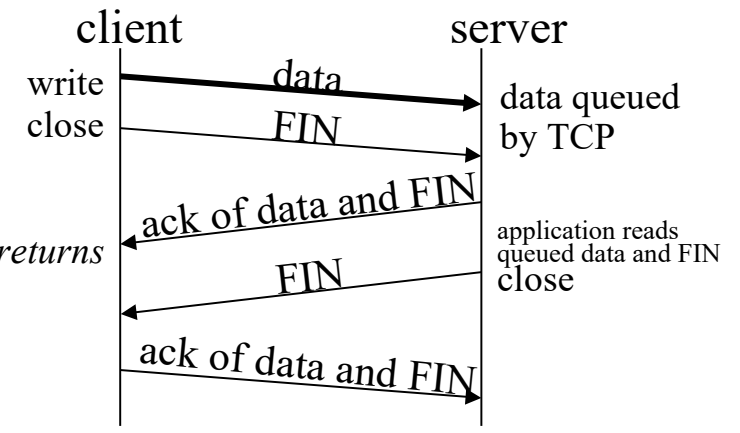 client
server
write
data
data queued
close
FIN
by TCP
ack of data and FIN
application reads
returns
queued data and FIN
FIN
close
ack of data and FIN